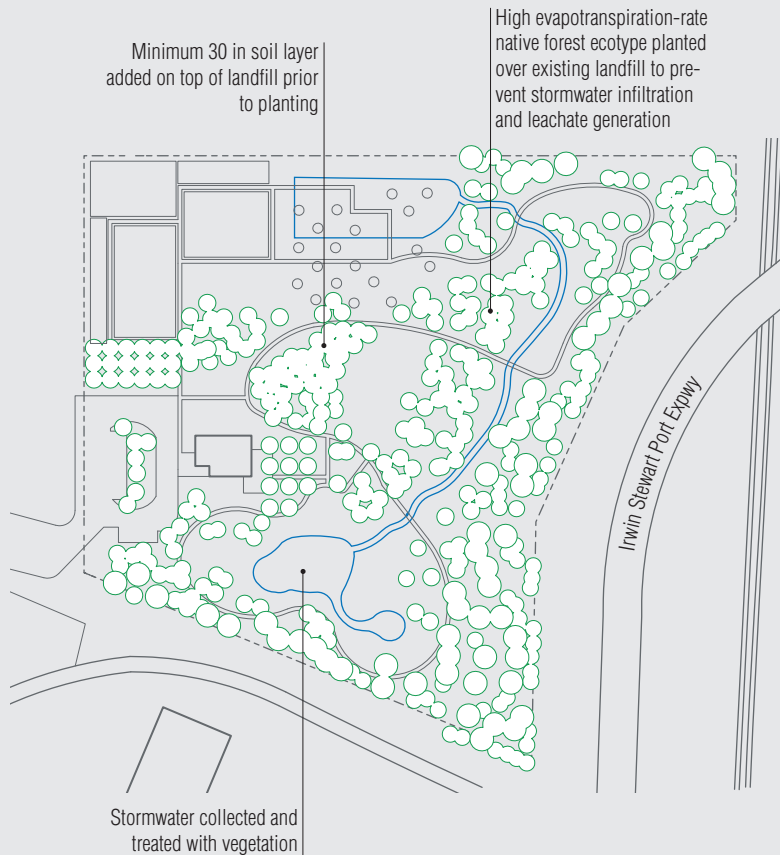 Minimum 30 in soil layer
added on top of landfill prior
to planting
High evapotranspiration-rate
native forest ecotype planted
over existing landfill to pre-
vent stormwater infiltration
and leachate generation
Irwin Stewart Port Expwy
Stormwater collected and
treated with vegetation